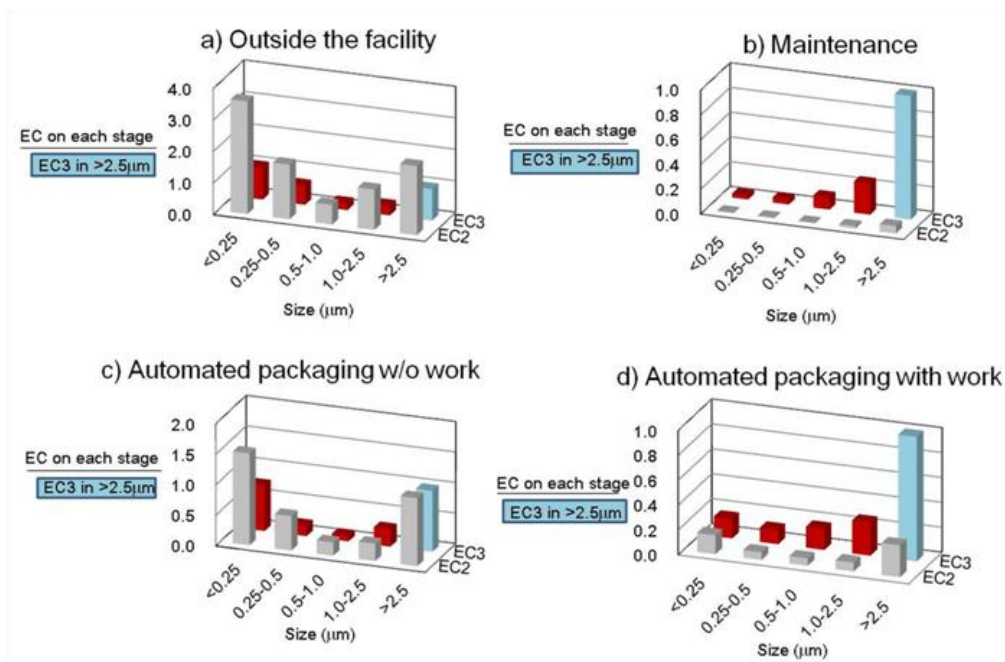 a) Outside the facility
4.0
3.0
2.0
1.0
0.0
EC on each stage
EC3 in >2.5μm
<0.25
0.25-0.5
0.5-1.0
1.0-2.5
>2.5
EC3
EC2
Size (μm)
b) Maintenance
1.0
0.8
0.6
0.4
0.2
0.0
EC on each stage
EC3 in >2.5μm
<0.25
0.25-0.5
0.5-1.0
1.0-2.5
>2.5
EC3
EC2
Size (μm)
c) Automated packaging w/o work
2.0
1.5
1.0
0.5
0.0
EC on each stage
EC3 in >2.5μm
<0.25
0.25-0.5
0.5-1.0
1.0-2.5
>2.5
EC3
EC2
Size (μm)
d) Automated packaging with work
1.0
0.8
0.6
0.4
0.2
0.0
EC on each stage
EC3 in >2.5μm
<0.25
0.25-0.5
0.5-1.0
1.0-2.5
>2.5
EC3
EC2
Size (μm)